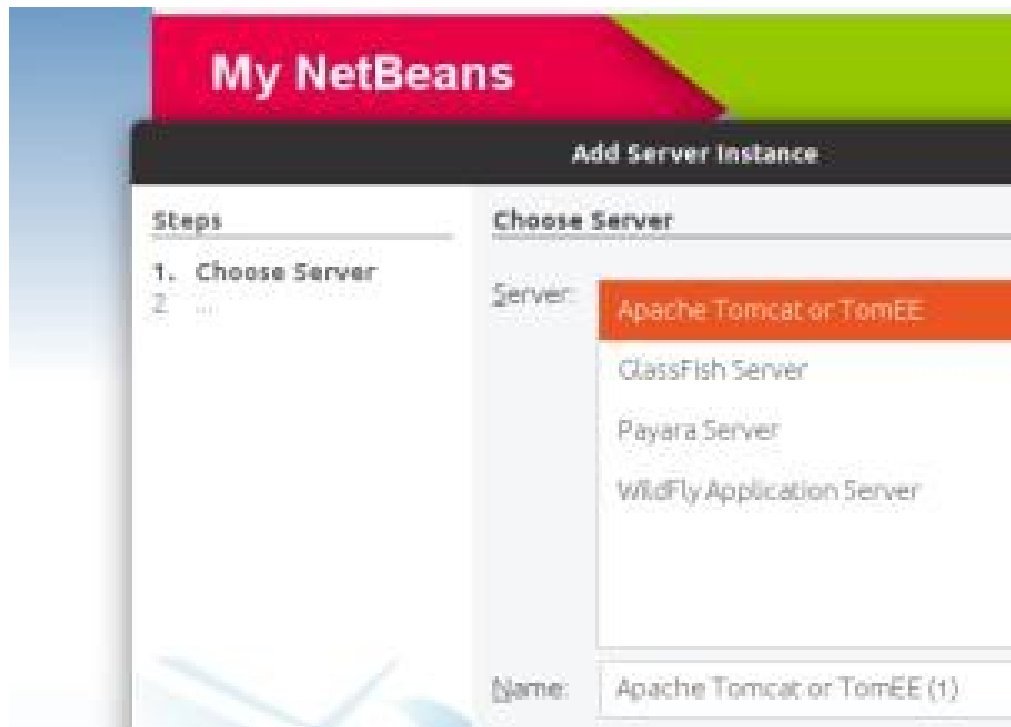 My NetBeans
Add Server Instance
Steps
Choose Server
1. Choose Server
2 ...
Server:
Apache Tomcat or TomEE
GlassFish Server
Payara Server
WildFly Application Server
Name:
Apache Tomcat or TomEE (1)